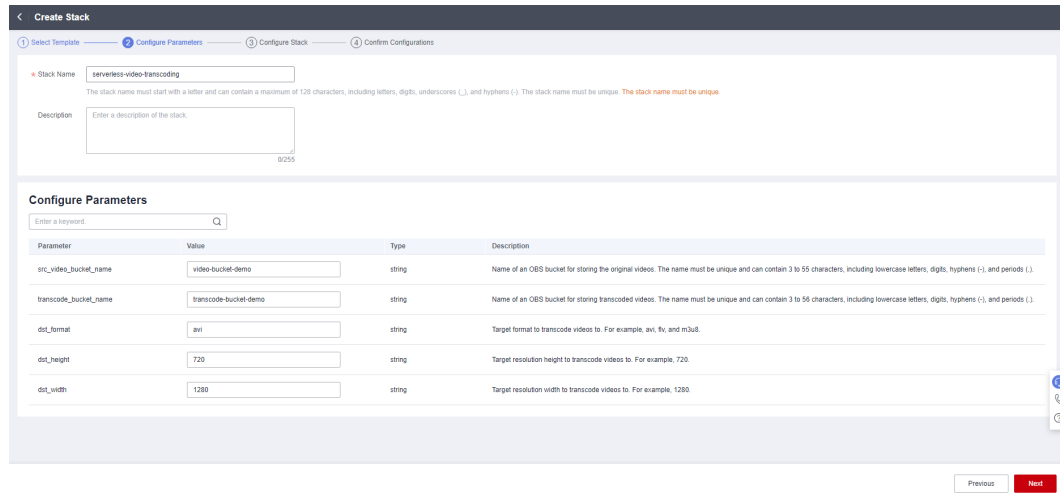 Create Stack
1 Select Template 2 Configure Parameters 3 Configure Stack 4 Confirm Configurations
* Stack Name serverless-video-transcoding
The stack name must start with a letter and can contain a maximum of 128 characters, including letters, digits, underscores (_), and hyphens (-). The stack name must be unique. The stack name must be unique.
Description Enter a description of the stack.
0/255
Configure Parameters
Enter a keyword.
Parameter Value Type Description
src_video_bucket_name video-bucket-demo string Name of an OBS bucket for storing the original videos. The name must be unique and can contain 3 to 55 characters, including lowercase letters, digits, hyphens (-), and periods (.).
transcode_bucket_name transcode-bucket-demo string Name of an OBS bucket for storing transcoded videos. The name must be unique and can contain 3 to 56 characters, including lowercase letters, digits, hyphens (-), and periods (.).
dst_format avi string Target format to transcode videos to. For example, avi, flv, and m3u8.
dst_height 720 string Target resolution height to transcode videos to. For example, 720.
dst_width 1280 string Target resolution width to transcode videos to. For example, 1280.
Previous Next